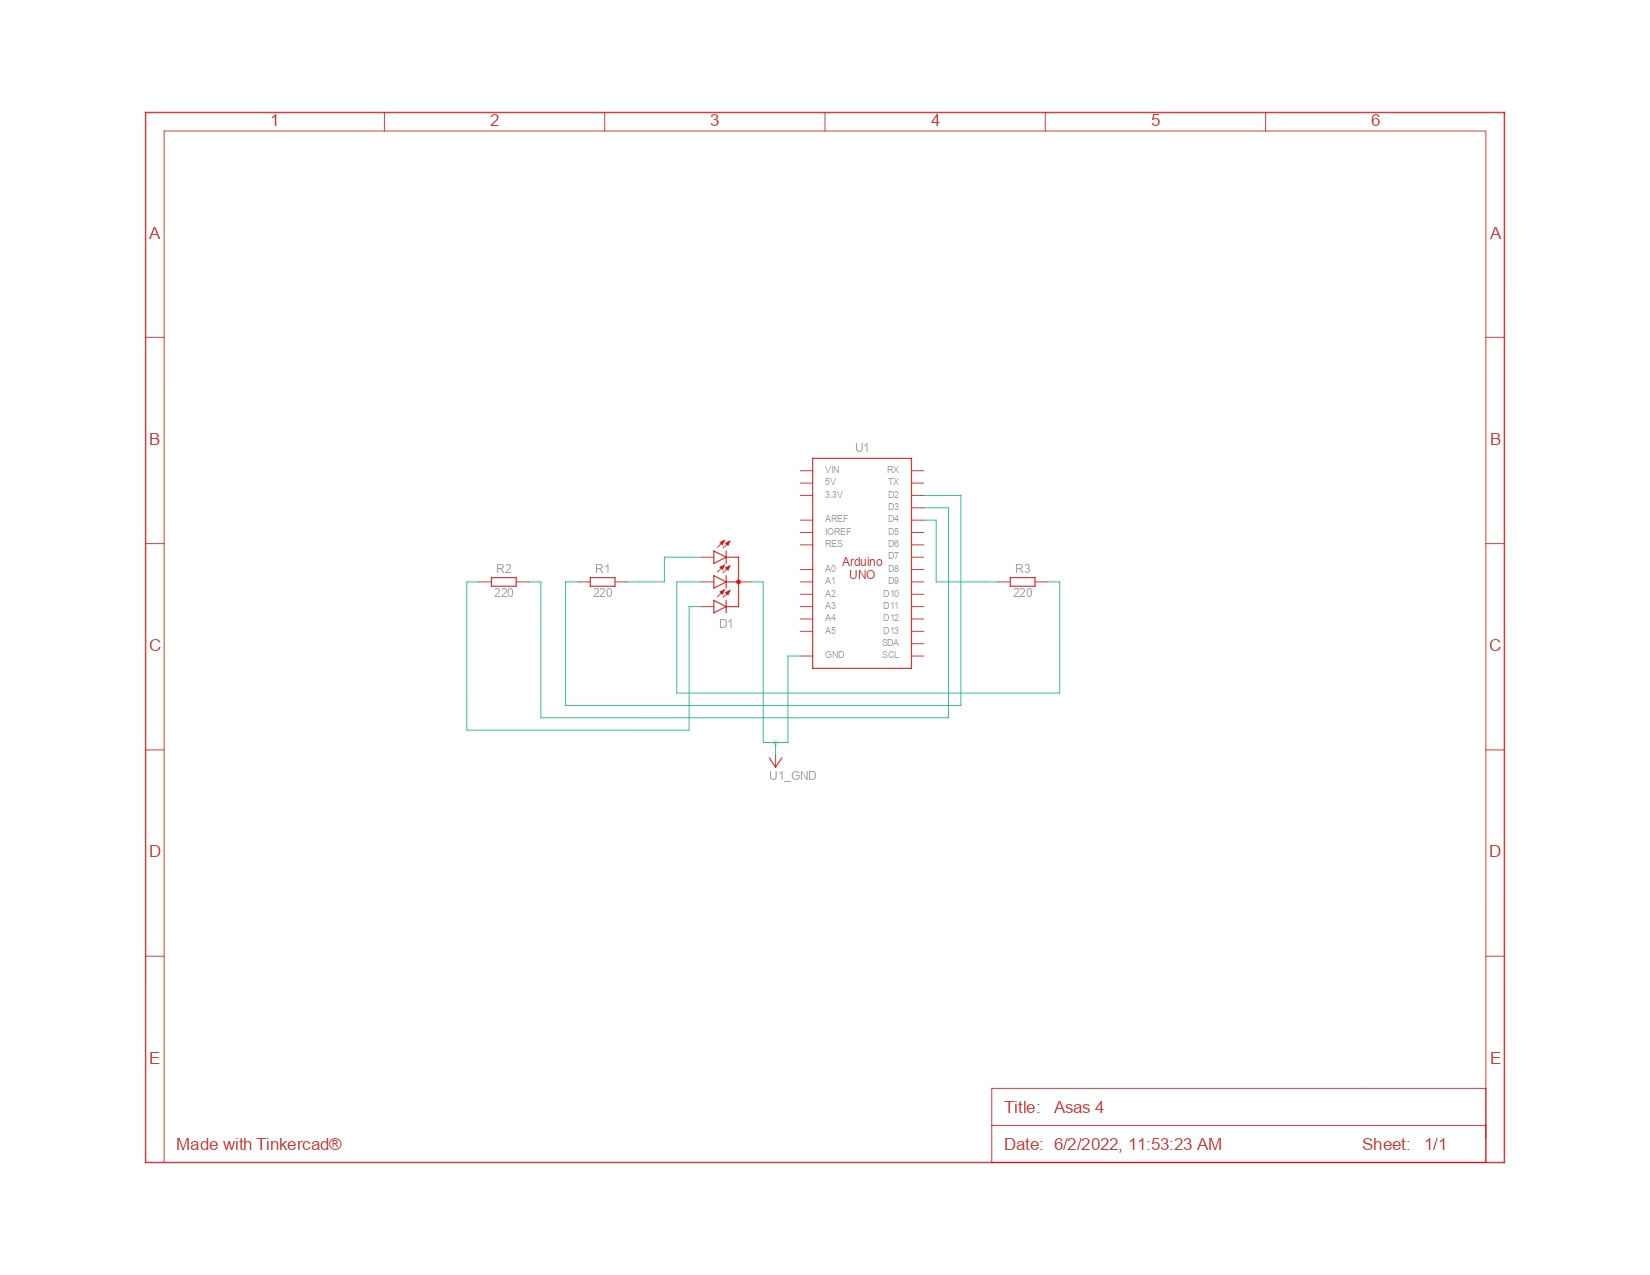 1 2 3 4 5 6
A A
B B
U1
VIN RX
5V TX
3.3V D2
D3
AREF D4
IOREF D5
RES D6
D7
Arduino
UNO
A0 D8
A1 D9
A2 D10
A3 D11
A4 D12
A5 D13
SDA
GND SCL
R2
220
R1
220
D1
R3
220
C C
U1_GND
D D
E E
Title: Asas 4
Made with Tinkercad®
Date: 6/2/2022, 11:53:23 AM Sheet: 1/1